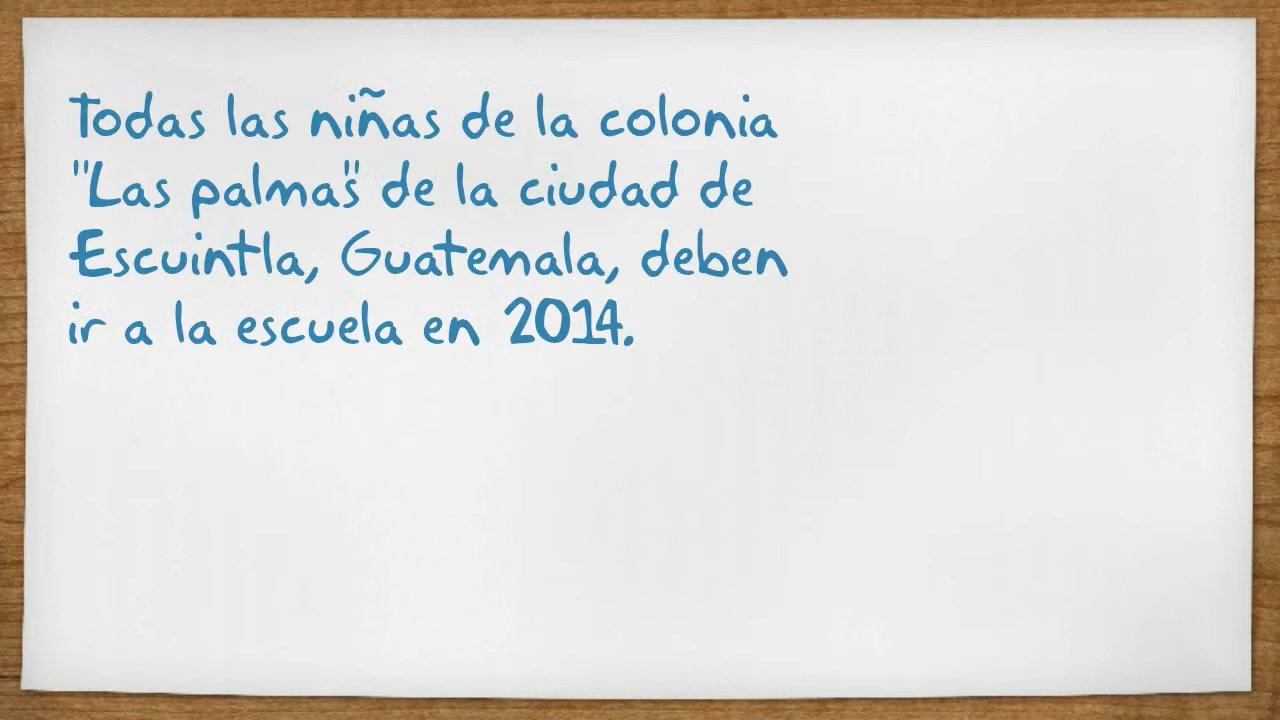 Todas las niñas de la colonia
"Las palmas" de la ciudad de
Escuintla, Guatemala, deben
ir a la escuela en 2014.